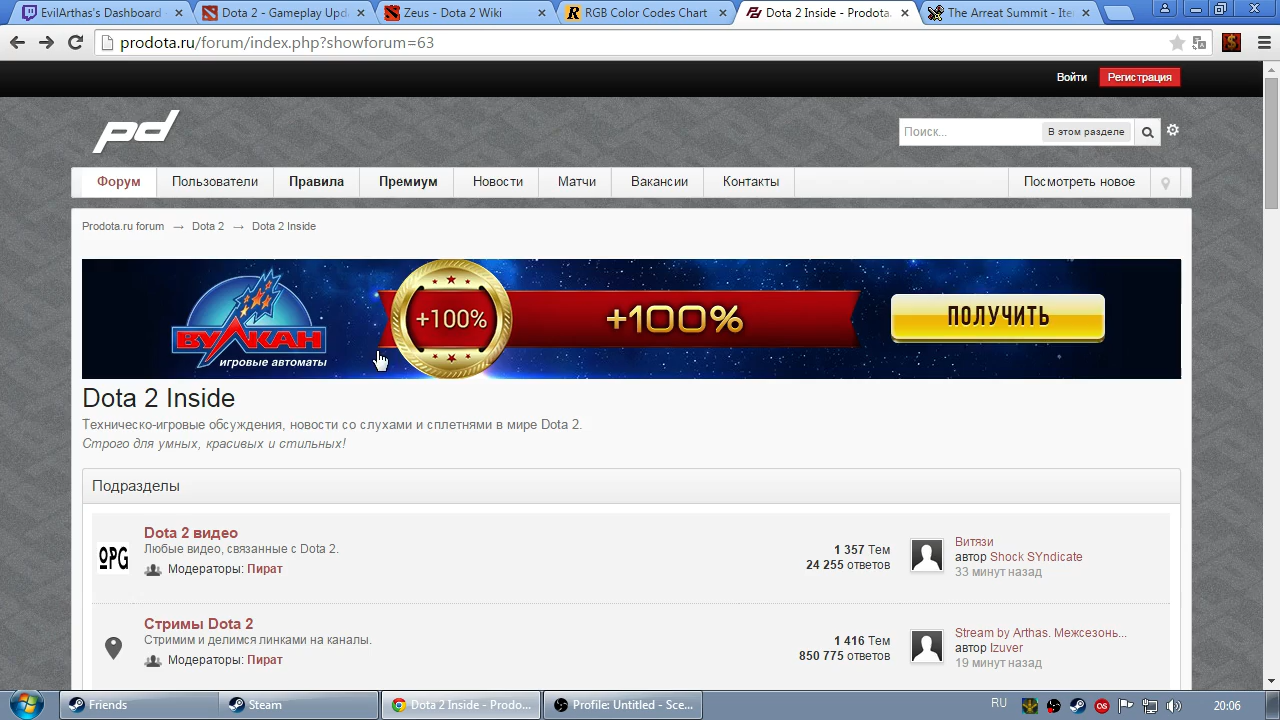 EvilArthas's Dashboard
Dota 2 - Gameplay Upd
Zeus - Dota 2 Wiki
RGB Color Codes Chart
Dota 2 Inside - Prodota.
The Arreat Summit - Ite
prodota.ru/forum/index.php?showforum=63
Войти
Регистрация
pd
Поиск...
В этом разделе
Форум
Пользователи
Правила
Премиум
Новости
Матчи
Вакансии
Контакты
Посмотреть новое
Prodota.ru forum → Dota 2 → Dota 2 Inside
ВУЛКАН
игровые автоматы
+100%
+100%
ПОЛУЧИТЬ
Dota 2 Inside
Техническо-игровые обсуждения, новости со слухами и сплетнями в мире Dota 2.
Строго для умных, красивых и стильных!
Подразделы
OPG
Dota 2 видео
Любые видео, связанные с Dota 2.
Модераторы: Пират
1 357 Тем
24 255 ответов
Витязи
автор Shock SYndicate
33 минут назад
Стримы Dota 2
Стримим и делимся линками на каналы.
Модераторы: Пират
1 416 Тем
850 775 ответов
Stream by Arthas. Межсезонь...
автор Izuver
19 минут назад
Friends
Steam
Dota 2 Inside - Prodo...
Profile: Untitled - Sce...
RU
20:06